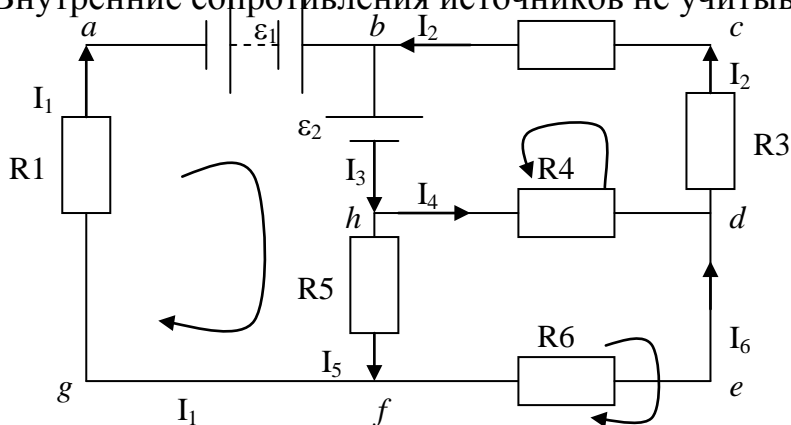 Внутренние сопротивления источников не учитыв
a ε1 b I2 c
I1 I2
ε2
R1 I3 R4 R3
I4
h d
R5
R6 I6
I5
g I1 f e